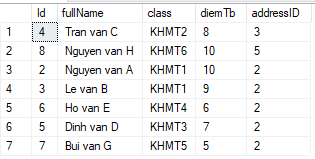 Id fullName class diemTb addressID
1 4 Tran van C KHMT2 8 3
2 8 Nguyen van H KHMT6 10 5
3 2 Nguyen van A KHMT1 10 2
4 3 Le van B KHMT1 9 2
5 6 Ho van E KHMT4 6 2
6 5 Dinh van D KHMT3 7 2
7 7 Bui van G KHMT5 5 2